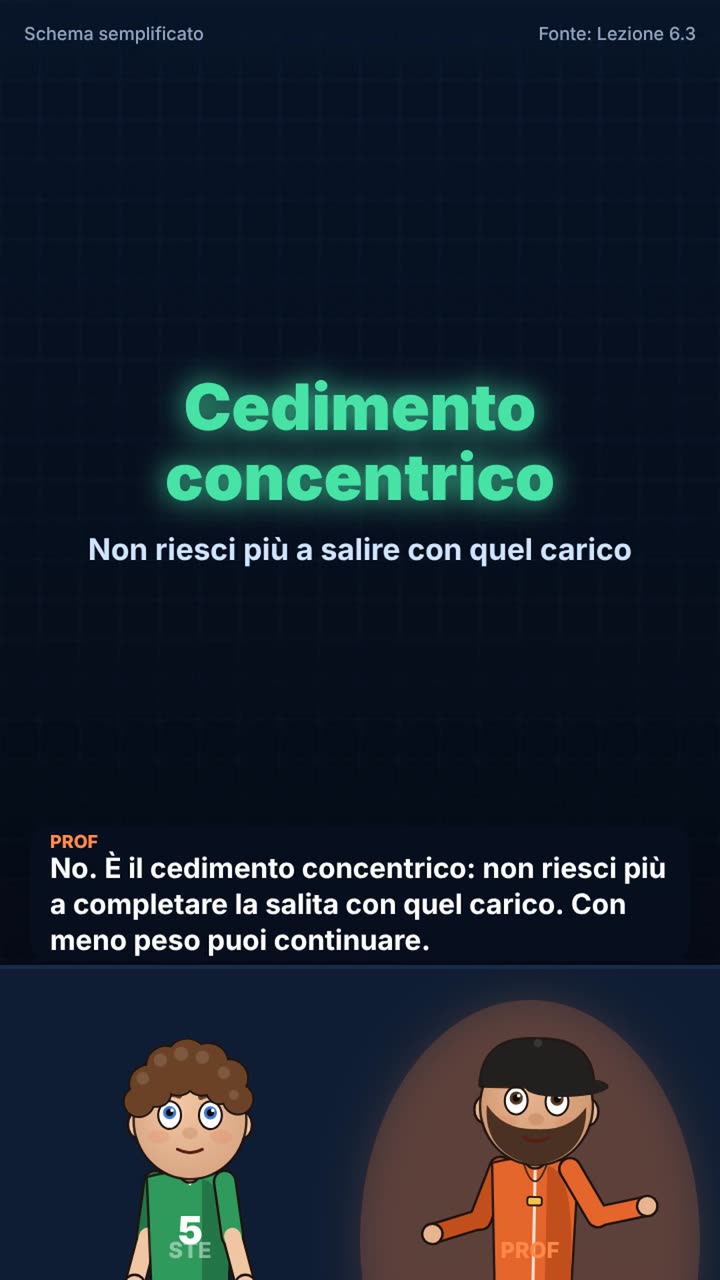 Schema semplificato
Fonte: Lezione 6.3
Cedimento
concentrico
Non riesci più a salire con quel carico
PROF
No. È il cedimento concentrico: non riesci più
a completare la salita con quel carico. Con
meno peso puoi continuare.
5
STE
PROF